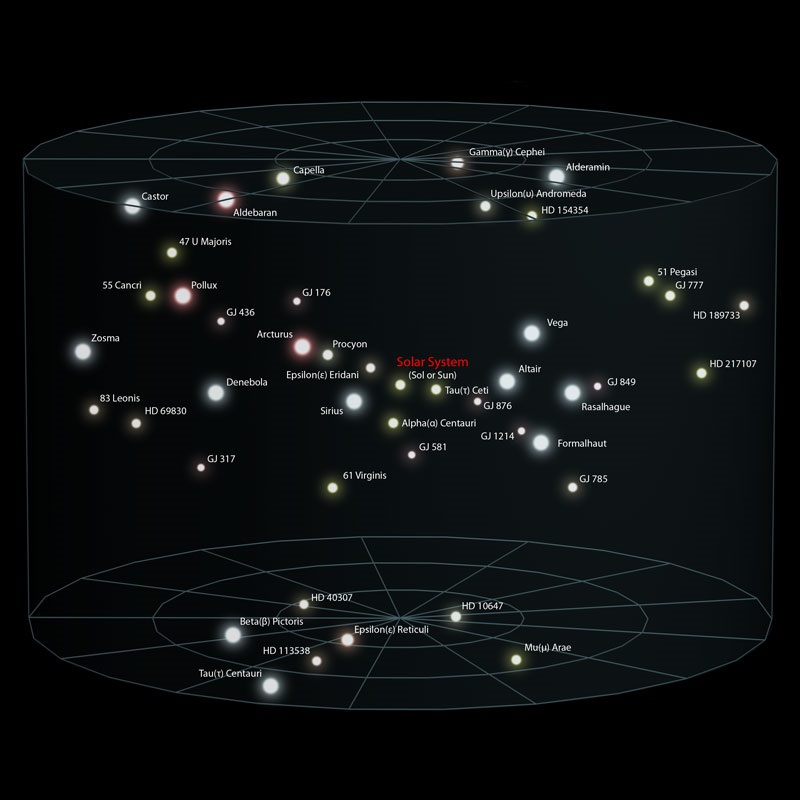 Gamma(γ) Cephei
Alderamin
Capella
Castor
Aldebaran
Upsilon(υ) Andromeda
HD 154354
47 U Majoris
51 Pegasi
GJ 777
55 Cancri
Pollux
GJ 176
HD 189733
GJ 436
Vega
Arcturus
Procyon
Zosma
Solar System
(Sol or Sun)
Epsilon(ε) Eridani
Altair
HD 217107
Denebola
Tau(τ) Ceti
GJ 849
83 Leonis
HD 69830
Sirius
GJ 876
Rasalhague
Alpha(α) Centauri
GJ 1214
Formalhaut
GJ 581
GJ 317
61 Virginis
GJ 785
HD 40307
HD 10647
Beta(β) Pictoris
Epsilon(ε) Reticuli
HD 113538
Mu(μ) Arae
Tau(τ) Centauri